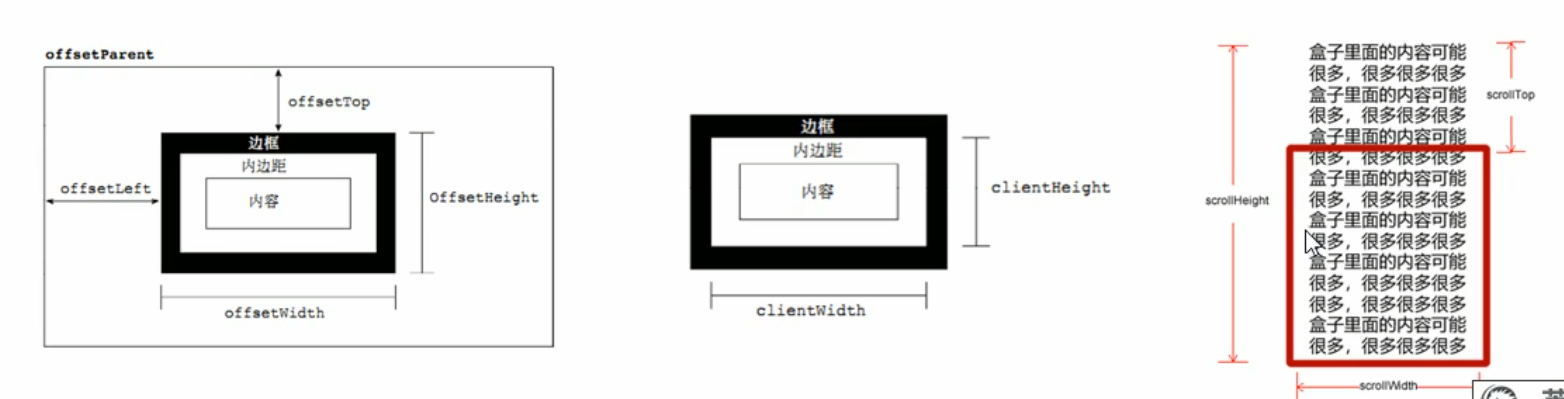 offsetParent
offsetTop
边框
内边距
内容
offsetLeft
OffsetHeight
offsetWidth
边框
内边距
内容
clientHeight
clientWidth
盒子里面的内容可能
很多，很多很多很多
盒子里面的内容可能
很多，很多很多很多
盒子里面的内容可能
很多，很多很多很多
盒子里面的内容可能
很多，很多很多很多
盒子里面的内容可能
很多，很多很多很多
盒子里面的内容可能
很多，很多很多很多
很多，很多很多很多
盒子里面的内容可能
很多，很多很多很多
scrollTop
scrollHeight
scrollWidth